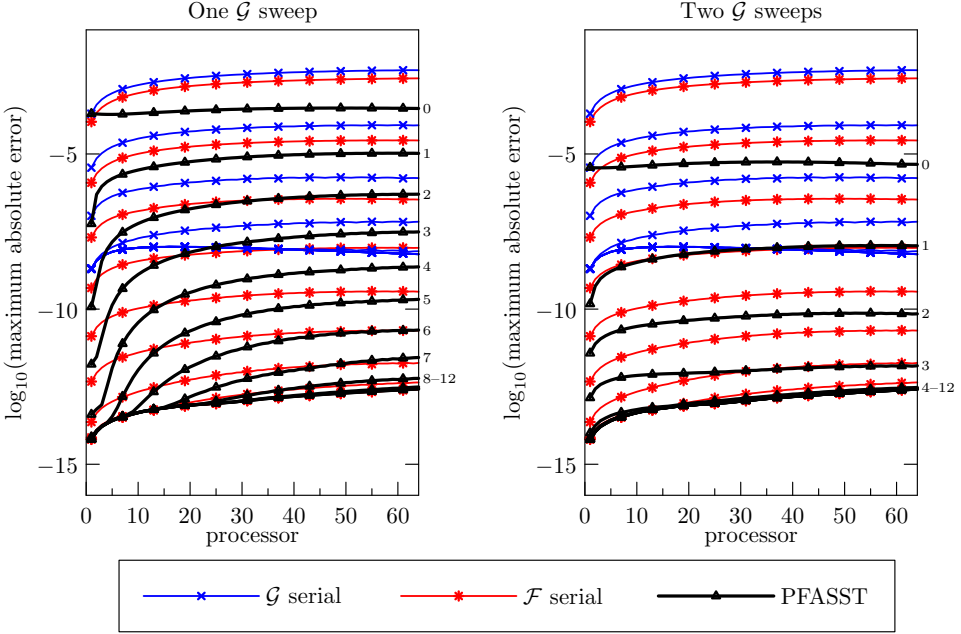 One 𝒢 sweep
Two 𝒢 sweeps
log₁₀(maximum absolute error)
−5
−10
−15
0
1
2
3
4
5
6
7
8–12
0 10 20 30 40 50 60
processor
log₁₀(maximum absolute error)
−5
−10
−15
0
1
2
3
4–12
0 10 20 30 40 50 60
processor
𝒢 serial ℱ serial PFASST